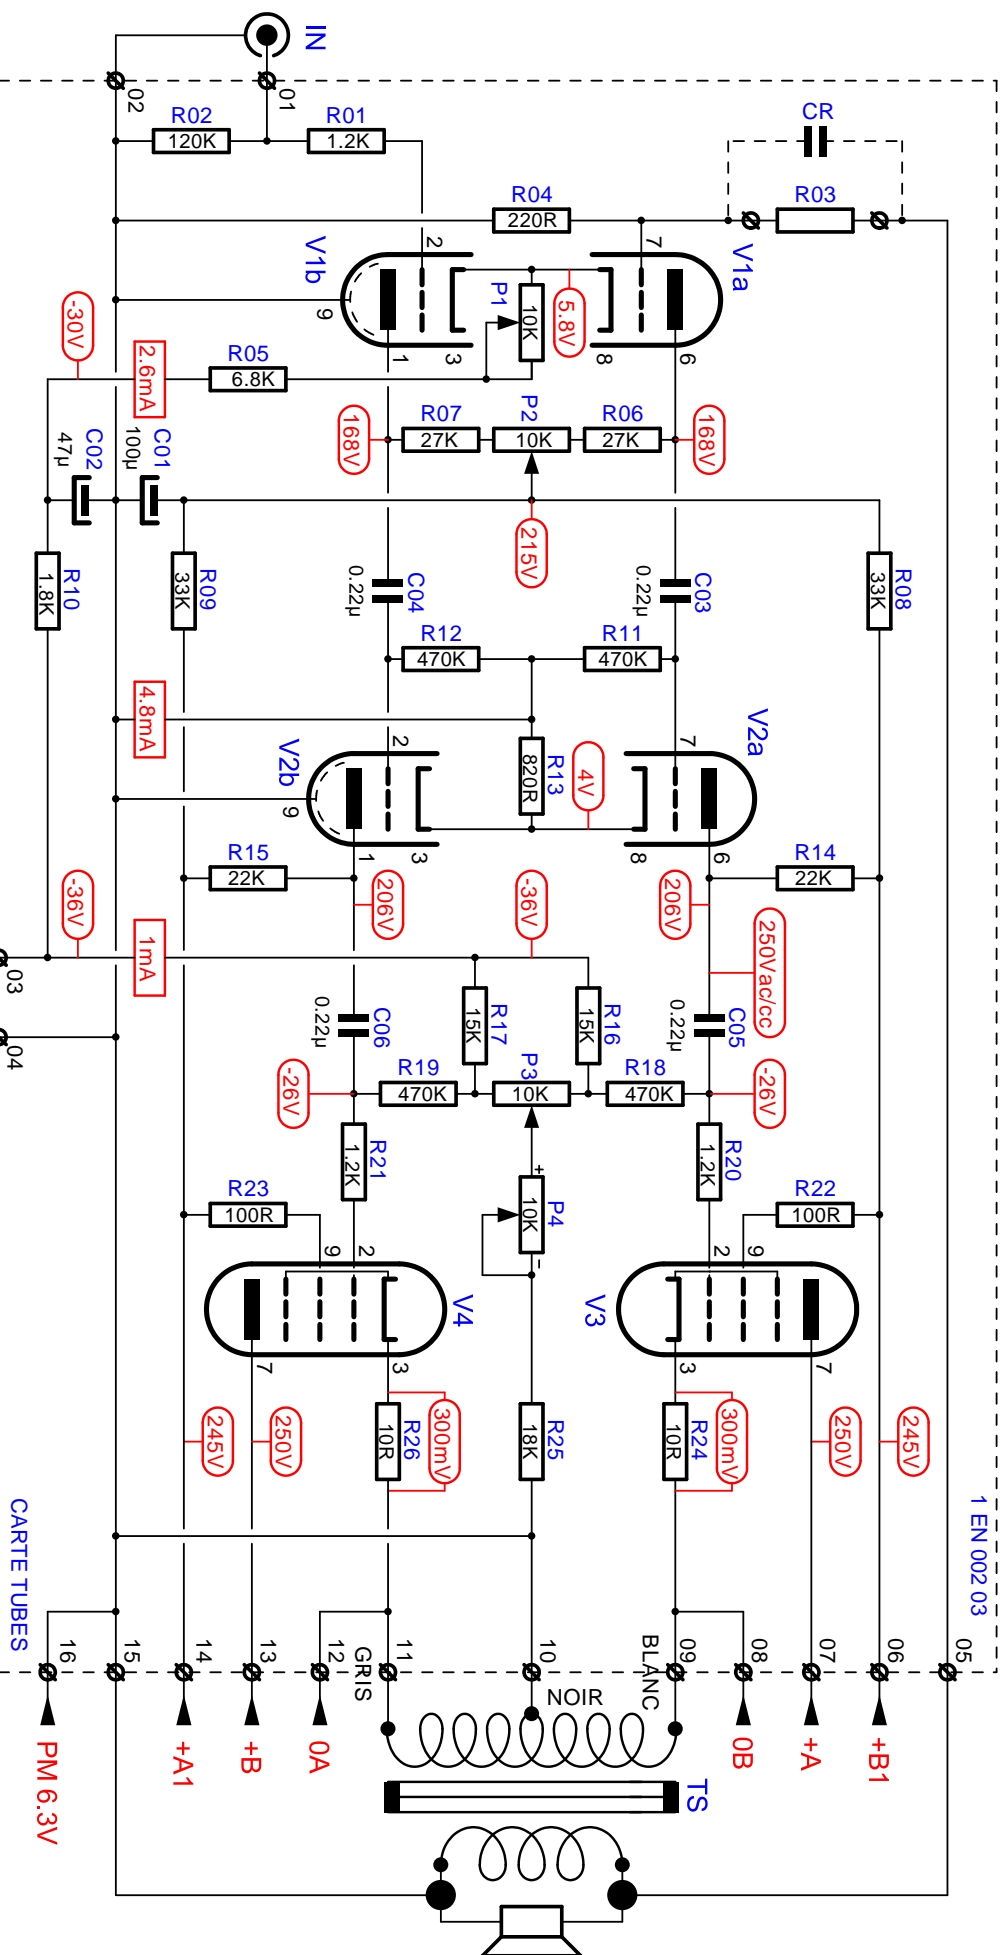 IN
01
02
R01
1.2K
R02
120K
CR
R03
R04
220R
V1a
V1b
7
6
8
2
1
3
9
P1
10K
5.8V
R05
6.8K
2.6mA
-30V
R07
27K
P2
10K
R06
27K
168V
168V
C02
47µ
C01
100µ
215V
R10
1.8K
R09
33K
R08
33K
C04
0.22µ
C03
0.22µ
R12
470K
R11
470K
4.8mA
R13
820R
4V
V2a
V2b
7
6
8
2
1
3
9
R15
22K
R14
22K
206V
206V
-36V
1mA
-36V
250Vac/cc
03
04
R17
15K
R16
15K
C06
0.22µ
C05
0.22µ
R19
470K
P3
10K
R18
470K
-26V
-26V
R21
1.2K
R20
1.2K
R23
100R
R22
100R
+
P4
10K
-
V4
V3
9
2
3
7
2
9
3
7
R26
10R
300mV
R25
18K
R24
10R
300mV
245V
250V
250V
245V
CARTE TUBES
1 EN 002 03
16
15
14
13
12
11
10
09
08
07
06
05
GRIS
NOIR
BLANC
PM 6.3V
+A1
+B
0A
0B
+A
+B1
TS